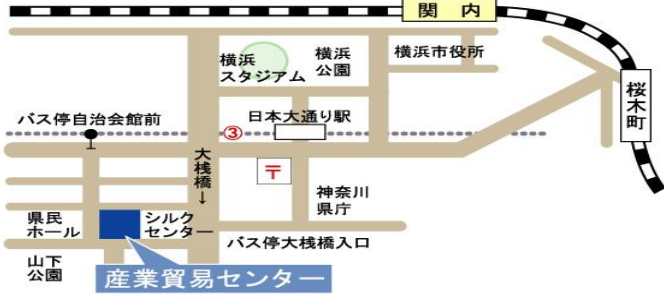 関内
横浜
スタジアム
横浜
公園
横浜市役所
桜木町
バス停自治会館前
③
日本大通り駅
大桟橋↓
〒
神奈川
県庁
県民
ホール
シルク
センター
バス停大桟橋入口
山下
公園
産業貿易センター